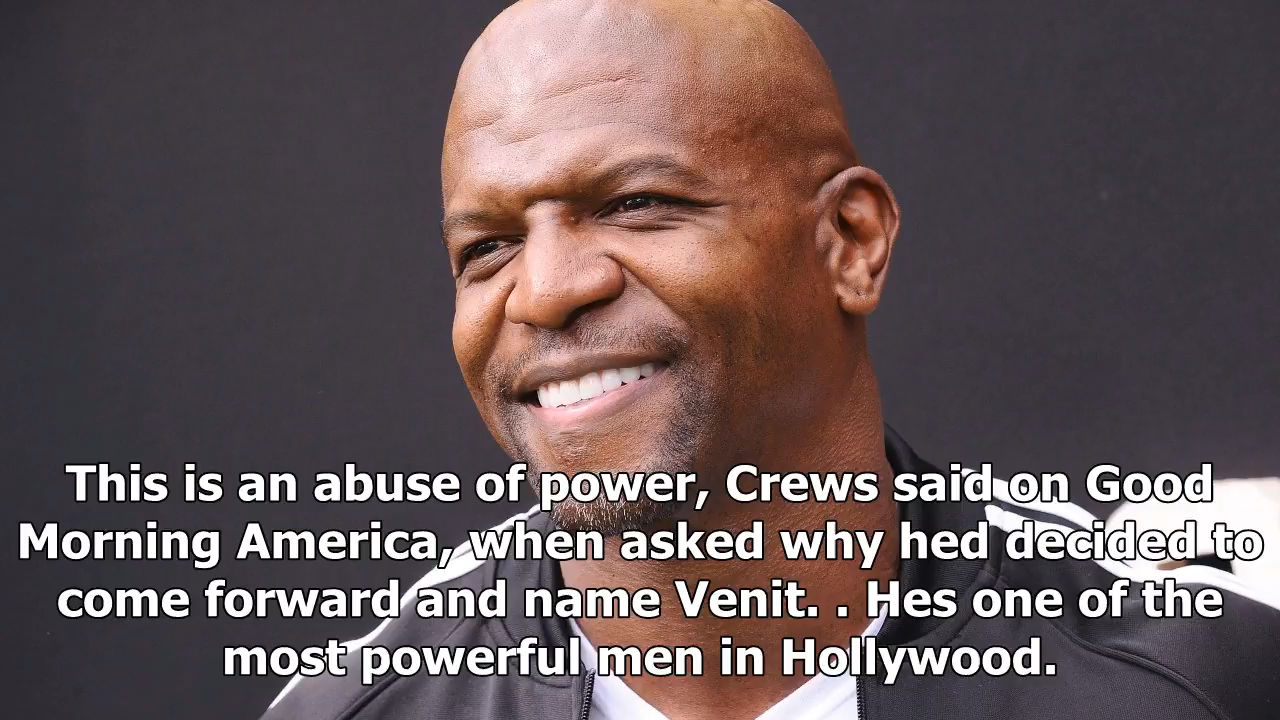 This is an abuse of power, Crews said on Good
Morning America, when asked why hed decided to
come forward and name Venit. . Hes one of the
most powerful men in Hollywood.